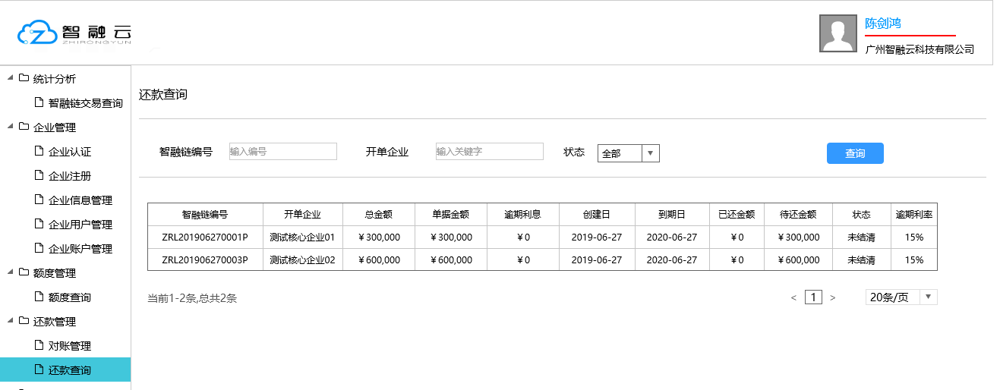 智融云
ZHIRONGYUN
陈剑鸿
广州智融云科技有限公司
统计分析
智融链交易查询
企业管理
企业认证
企业注册
企业信息管理
企业用户管理
企业账户管理
额度管理
额度查询
还款管理
对账管理
还款查询
还款查询
智融链编号 输入编号 开单企业 输入关键字 状态 全部 查询
智融链编号 开单企业 总金额 单据金额 逾期利息 创建日 到期日 已还金额 待还金额 状态 逾期利率
ZRL201906270001P 测试核心企业01 ￥300,000 ￥300,000 ￥0 2019-06-27 2020-06-27 ￥0 ￥300,000 未结清 15%
ZRL201906270003P 测试核心企业02 ￥600,000 ￥600,000 ￥0 2019-06-27 2020-06-27 ￥0 ￥600,000 未结清 15%
当前1-2条,总共2条 < 1 > 20条/页